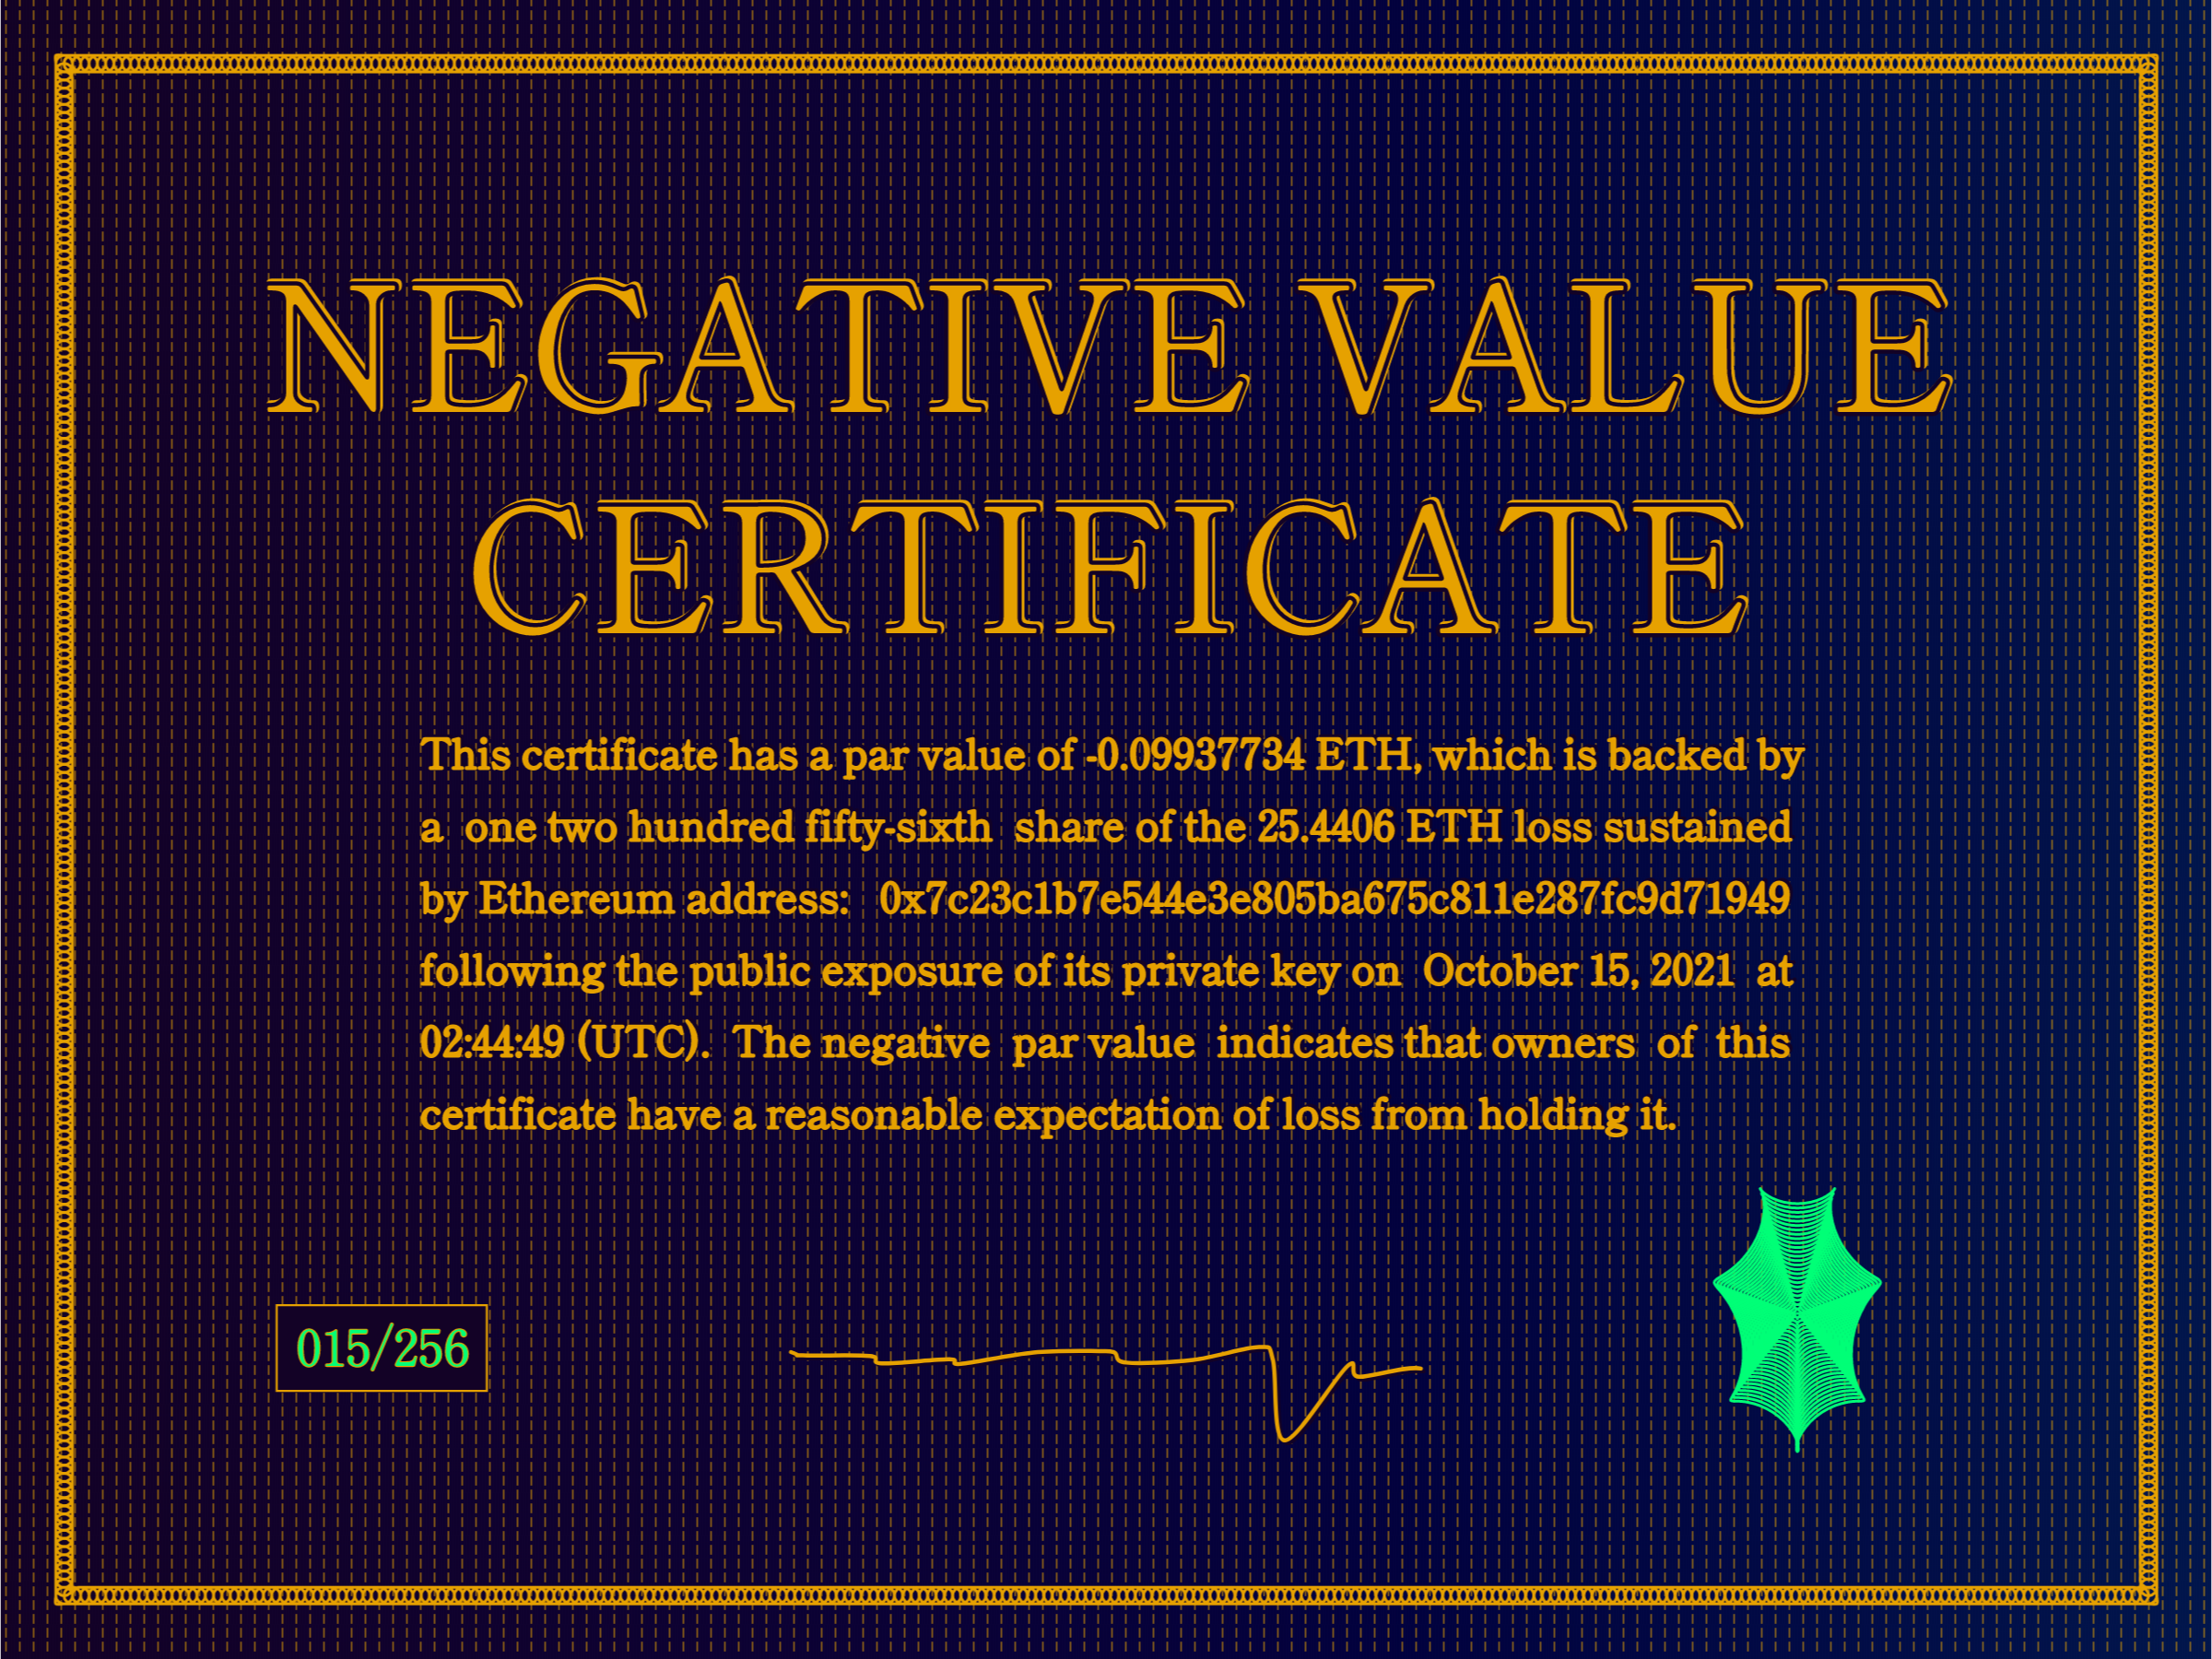 NEGATIVE VALUE
CERTIFICATE
This certificate has a par value of -0.09937734 ETH, which is backed by
a one two hundred fifty-sixth share of the 25.4406 ETH loss sustained
by Ethereum address: 0x7c23c1b7e544e3e805ba675c811e287fc9d71949
following the public exposure of its private key on October 15, 2021 at
02:44:49 (UTC). The negative par value indicates that owners of this
certificate have a reasonable expectation of loss from holding it.
015/256